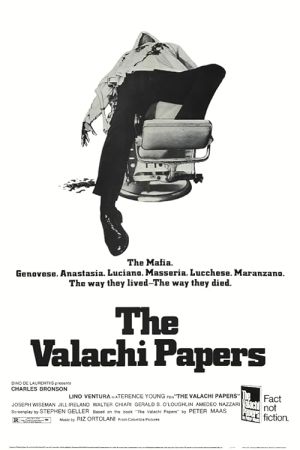 The Mafia.
Genovese. Anastasia. Luciano. Masseria. Lucchese. Maranzano.
The way they lived—The way they died.
The
Valachi Papers
DINO DE LAURENTIIS presents
CHARLES BRONSON
LINO VENTURA in TERENCE YOUNG Film "THE VALACHI PAPERS"
JOSEPH WISEMAN JILL IRELAND WALTER CHIARI GERALD S. O'LOUGHLIN AMEDEO NAZZARI
Screenplay by STEPHEN GELLER Based on the book "The Valachi Papers" by PETER MAAS
Music by RIZ ORTOLANI From Columbia Pictures
R
THE VALACHI PAPERS
Fact
not
fiction.